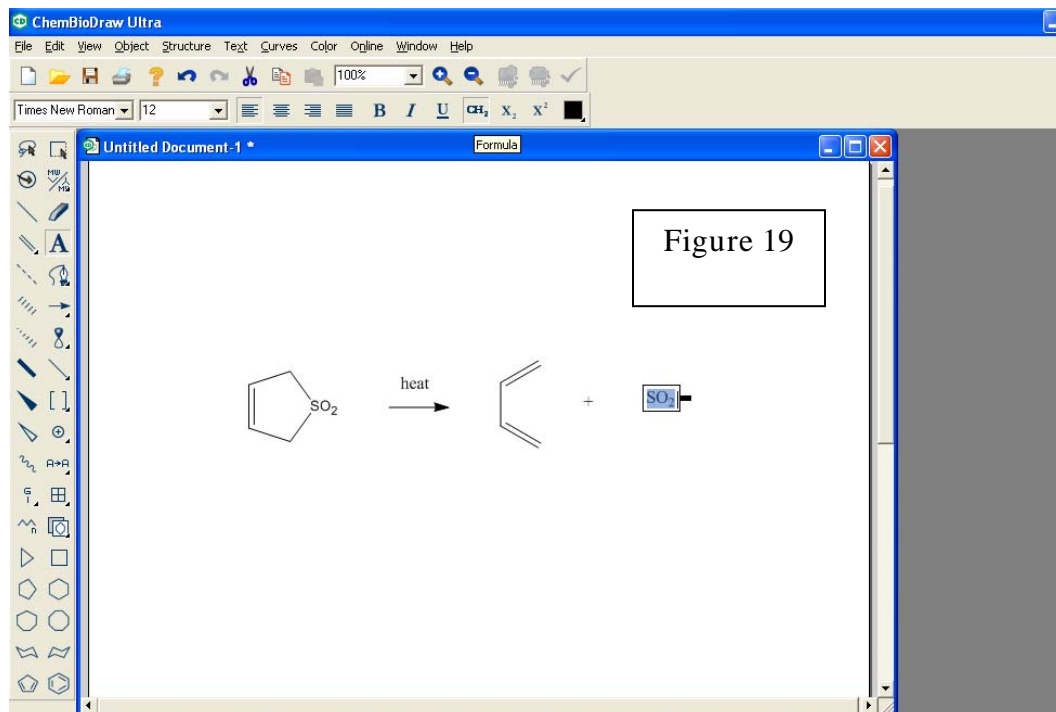 ChemBioDraw Ultra
File Edit View Object Structure Text Curves Color Online Window Help
100%
Times New Roman 12 B I U CH₂ X₂ X²
Untitled Document-1 *
Formula
Figure 19
heat
SO₂
+
SO₂